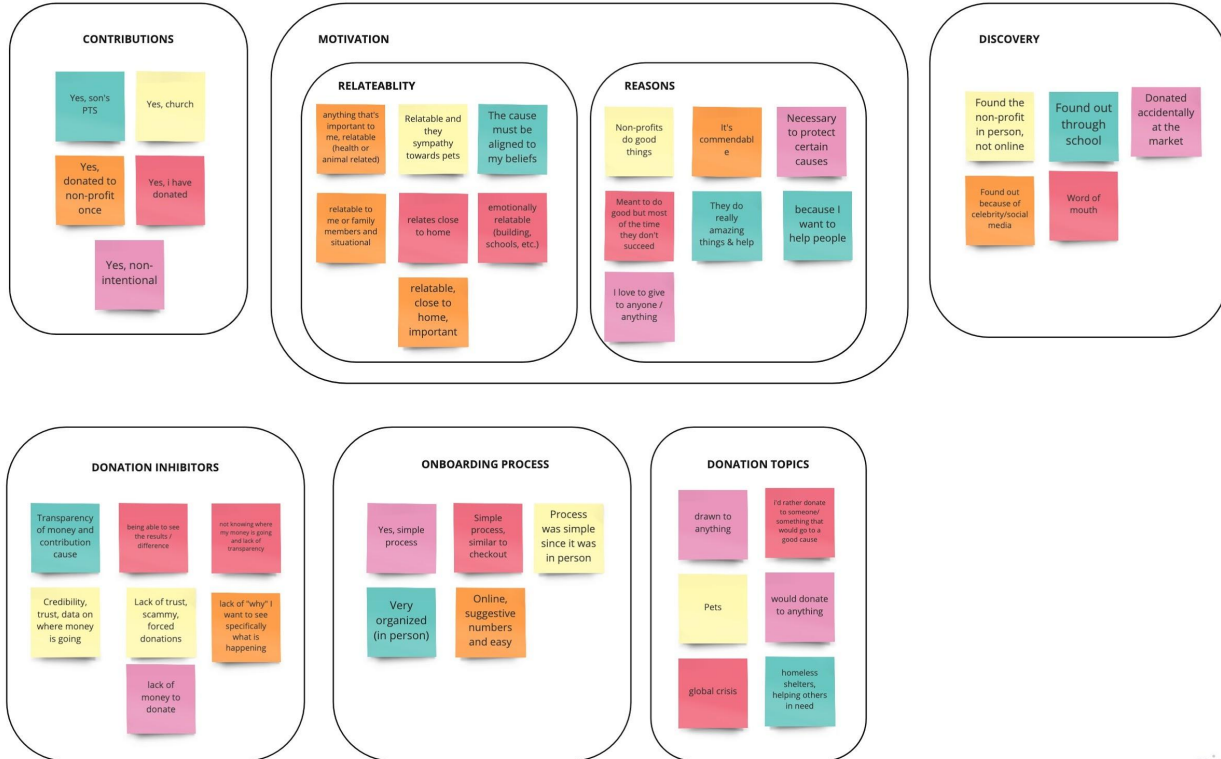 CONTRIBUTIONS
Yes, son's
PTS
Yes, church
Yes,
donated to
non-profit
once
Yes, i have
donated
Yes, non-
intentional
MOTIVATION
RELATEABLITY
anything that's
important to
me, relatable
(health or
animal related)
Relatable and
they
sympathy
towards pets
The cause
must be
aligned to
my beliefs
relatable to
me or family
members and
situational
relates close
to home
emotionally
relatable
(building,
schools, etc.)
relatable,
close to
home,
important
REASONS
Non-profits
do good
things
It's
commendabl
e
Necessary
to protect
certain
causes
Meant to do
good but most
of the time
they don't
succeed
They do
really
amazing
things & help
because I
want to
help people
I love to give
to anyone /
anything
DISCOVERY
Found the
non-profit
in person,
not online
Found out
through
school
Donated
accidentally
at the
market
Found out
because of
celebrity/social
media
Word of
mouth
DONATION INHIBITORS
Transparency
of money and
contribution
cause
being able to see
the results /
difference
not knowing where
my money is going
and lack of
transparency
Credibility,
trust, data on
where money
is going
Lack of trust,
scammy,
forced
donations
lack of "why" I
want to see
specifically
what is
happening
lack of
money to
donate
ONBOARDING PROCESS
Yes, simple
process
Simple
process,
similar to
checkout
Process
was simple
since it was
in person
Very
organized
(in person)
Online,
suggestive
numbers
and easy
DONATION TOPICS
drawn to
anything
I'd rather donate
to someone/
something that
would go to a
good cause
Pets
would donate
to anything
global crisis
homeless
shelters,
helping others
in need